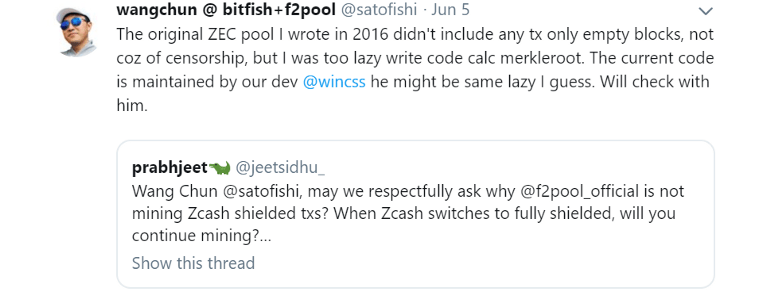 wangchun @ bitfish+f2pool @satofishi · Jun 5
The original ZEC pool I wrote in 2016 didn't include any tx only empty blocks, not
coz of censorship, but I was too lazy write code calc merkleroot. The current code
is maintained by our dev @wincss he might be same lazy I guess. Will check with
him.
prabhjeet🐊 @jeetsidhu_
Wang Chun @satofishi, may we respectfully ask why @f2pool_official is not
mining Zcash shielded txs? When Zcash switches to fully shielded, will you
continue mining?...
Show this thread